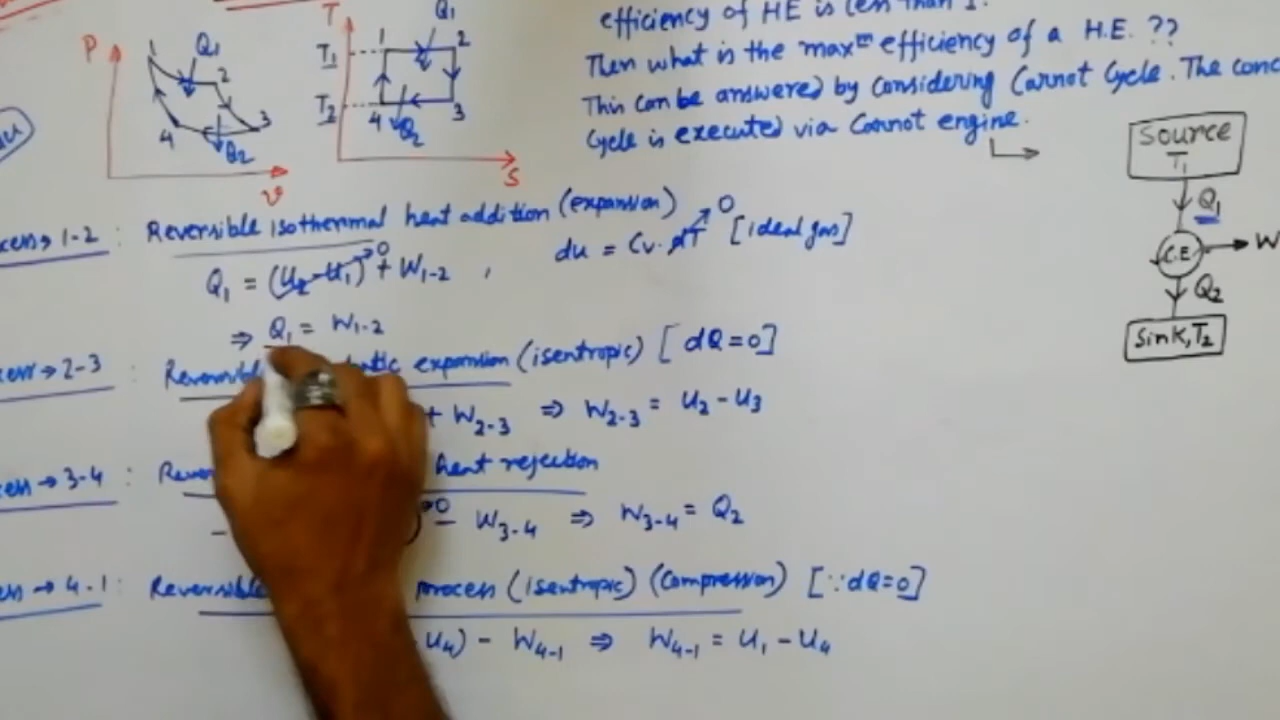 efficiency of HE is less than 1.
Then what is the maxᵐ efficiency of a H.E. ??
This can be answered by considering Carnot Cycle. The
Cycle is executed via Carnot engine.
P
1
Q₁
2
3
4
Q₂
v
T
T₁
T₂
1
Q₁
2
3
4
Q₂
S
Source
T₁
Q₁
C.E
W
Q₂
Sink, T₂
1-2 : Reversible isothermal heat addition (expansion)
Q₁ = (U₂ - U₁)→0 + W₁₋₂ , du = Cv. dT→0 [ideal gas]
⇒ Q₁ = W₁₋₂
→ 2-3 : expansion (isentropic) [dQ=0]
+ W₂₋₃ ⇒ W₂₋₃ = U₂ - U₃
→ 3-4 : heat rejection
0 - W₃₋₄ ⇒ W₃₋₄ = Q₂
→ 4-1 : Reversible process (isentropic) (Compression) [∵dQ=0]
U₄) - W₄₋₁ ⇒ W₄₋₁ = U₁ - U₄